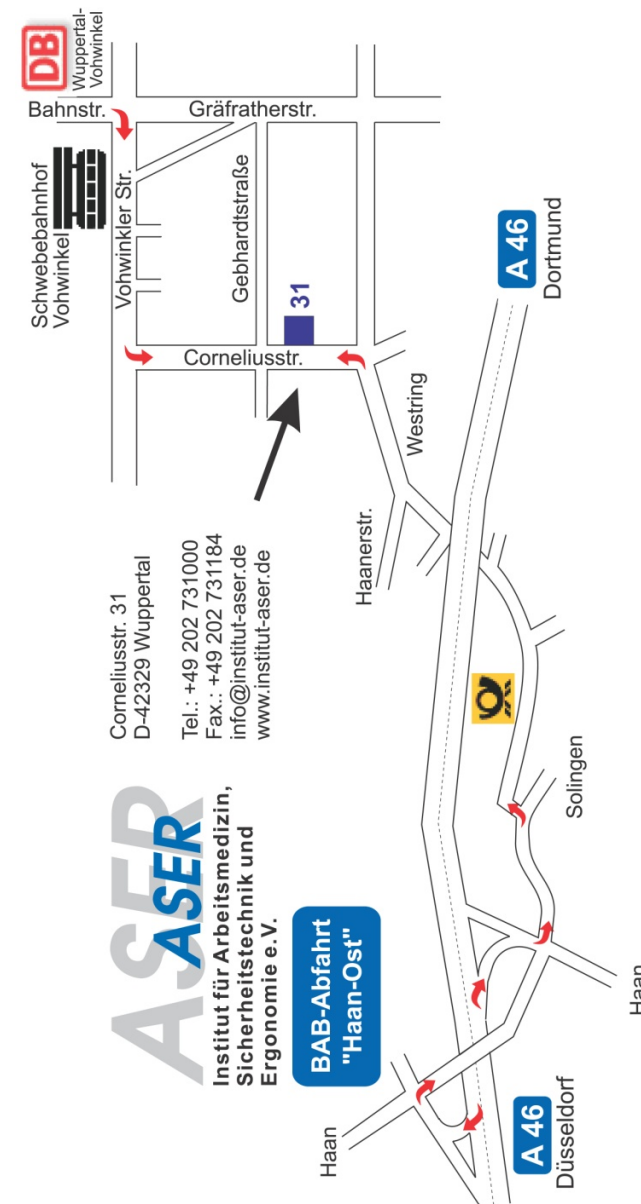 DB
Wuppertal-
Vohwinkel
Bahnstr.
Gräfratherstr.
Schwebebahnhof
Vohwinkel
Vohwinkler Str.
Gebhardtstraße
31
Corneliusstr.
A 46
Dortmund
Westring
Haanerstr.
Corneliusstr. 31
D-42329 Wuppertal
Tel.: +49 202 731000
Fax.: +49 202 731184
info@institut-aser.de
www.institut-aser.de
ASER
ASER
Institut für Arbeitsmedizin,
Sicherheitstechnik und
Ergonomie e.V.
BAB-Abfahrt
"Haan-Ost"
Solingen
Haan
Haan
A 46
Düsseldorf